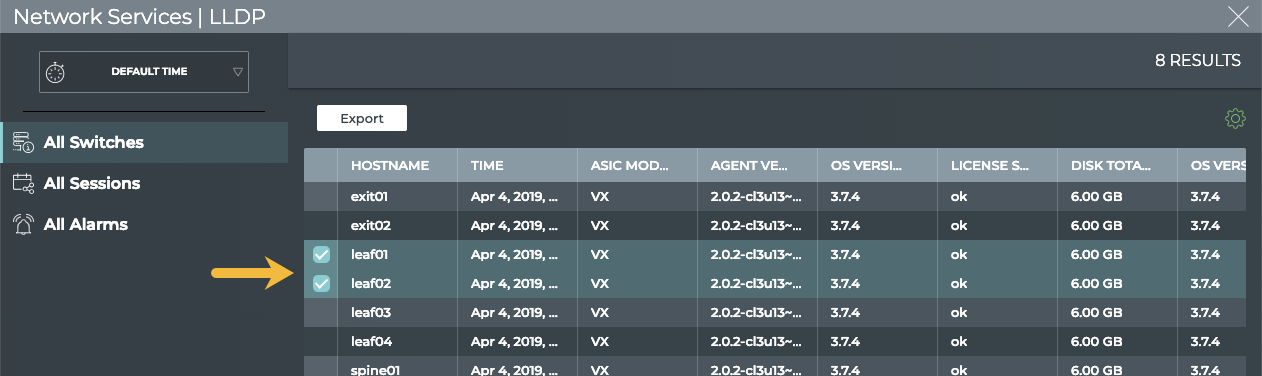 Network Services | LLDP
DEFAULT TIME
8 RESULTS
All Switches
All Sessions
All Alarms
Export
HOSTNAME TIME ASIC MOD... AGENT VE... OS VERSI... LICENSE S... DISK TOTA... OS VERS
exit01 Apr 4, 2019, ... VX 2.0.2-cl3u13~... 3.7.4 ok 6.00 GB 3.7.4
exit02 Apr 4, 2019, ... VX 2.0.2-cl3u13~... 3.7.4 ok 6.00 GB 3.7.4
leaf01 Apr 4, 2019, ... VX 2.0.2-cl3u13~... 3.7.4 ok 6.00 GB 3.7.4
leaf02 Apr 4, 2019, ... VX 2.0.2-cl3u13~... 3.7.4 ok 6.00 GB 3.7.4
leaf03 Apr 4, 2019, ... VX 2.0.2-cl3u13~... 3.7.4 ok 6.00 GB 3.7.4
leaf04 Apr 4, 2019, ... VX 2.0.2-cl3u13~... 3.7.4 ok 6.00 GB 3.7.4
spine01 Apr 4, 2019, ... VX 2.0.2-cl3u13~... 3.7.4 ok 6.00 GB 3.7.4